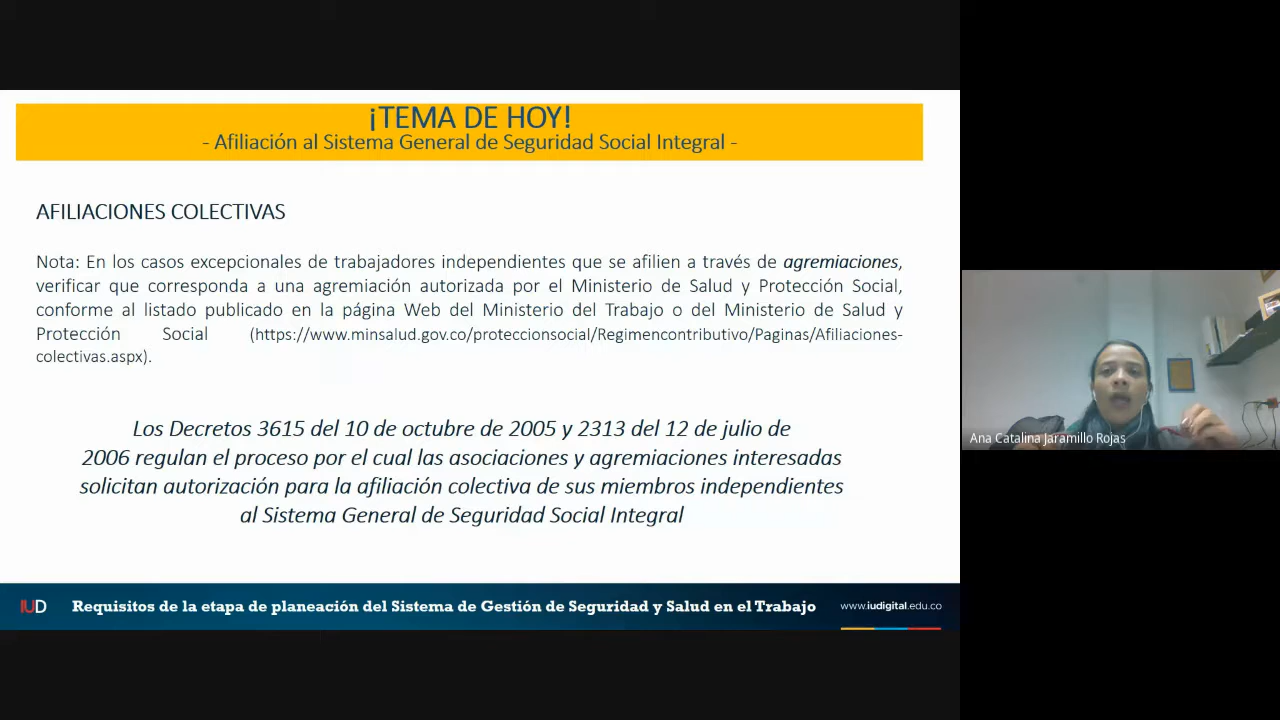 ¡TEMA DE HOY!
- Afiliación al Sistema General de Seguridad Social Integral -
AFILIACIONES COLECTIVAS
Nota: En los casos excepcionales de trabajadores independientes que se afilien a través de agremiaciones,
verificar que corresponda a una agremiación autorizada por el Ministerio de Salud y Protección Social,
conforme al listado publicado en la página Web del Ministerio del Trabajo o del Ministerio de Salud y
Protección Social (https://www.minsalud.gov.co/proteccionsocial/Regimencontributivo/Paginas/Afiliaciones-
colectivas.aspx).
Los Decretos 3615 del 10 de octubre de 2005 y 2313 del 12 de julio de
2006 regulan el proceso por el cual las asociaciones y agremiaciones interesadas
solicitan autorización para la afiliación colectiva de sus miembros independientes
al Sistema General de Seguridad Social Integral
Ana Catalina Jaramillo Rojas
IUD Requisitos de la etapa de planeación del Sistema de Gestión de Seguridad y Salud en el Trabajo www.iudigital.edu.co